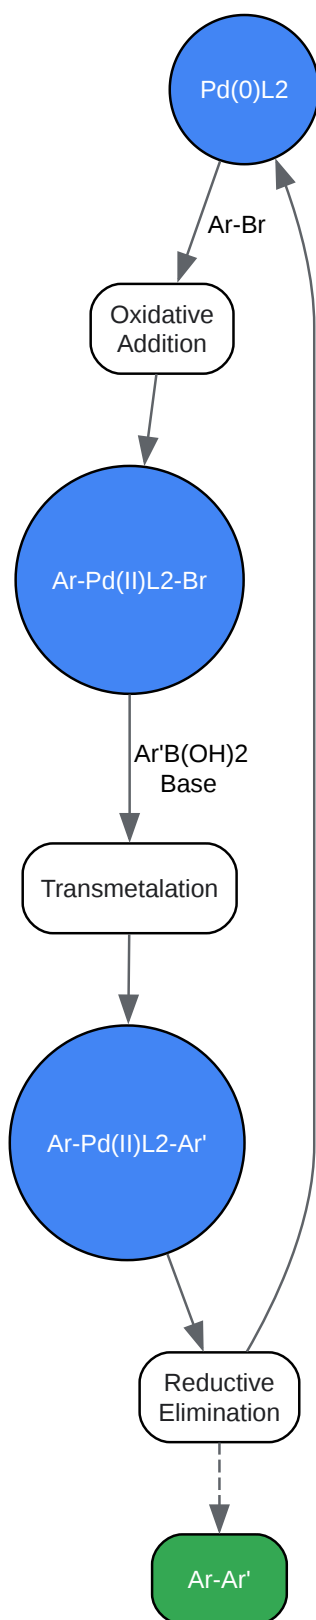 Pd(0)L2
Ar-Br
Oxidative
Addition
Ar-Pd(II)L2-Br
Ar'B(OH)2
Base
Transmetalation
Ar-Pd(II)L2-Ar'
Reductive
Elimination
Ar-Ar'